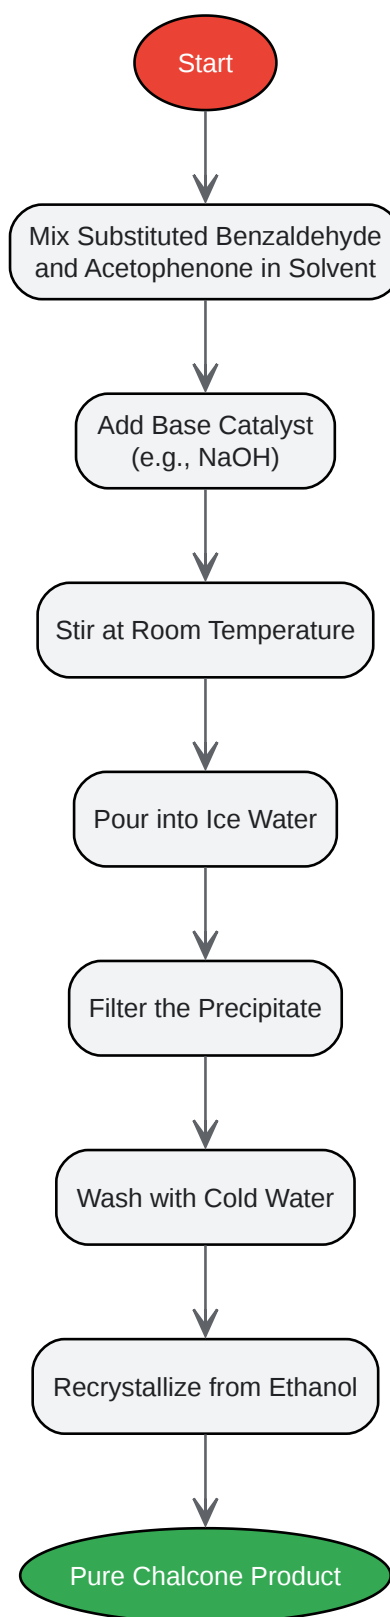 Start
Mix Substituted Benzaldehyde
and Acetophenone in Solvent
Add Base Catalyst
(e.g., NaOH)
Stir at Room Temperature
Pour into Ice Water
Filter the Precipitate
Wash with Cold Water
Recrystallize from Ethanol
Pure Chalcone Product